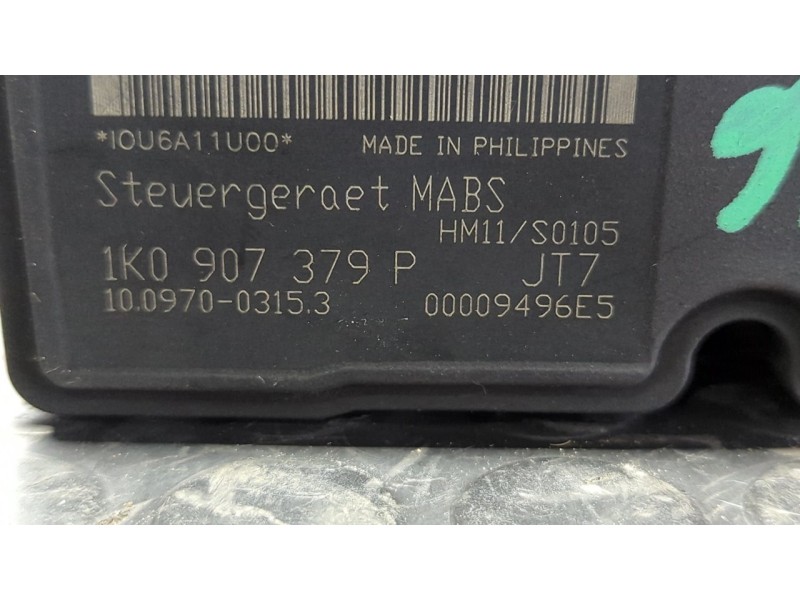 *IOU6A11U00* MADE IN PHILIPPINES
Steuergeraet MABS
HM11/S0105
1K0 907 379 P JT7
10.0970-0315.3 00009496E5